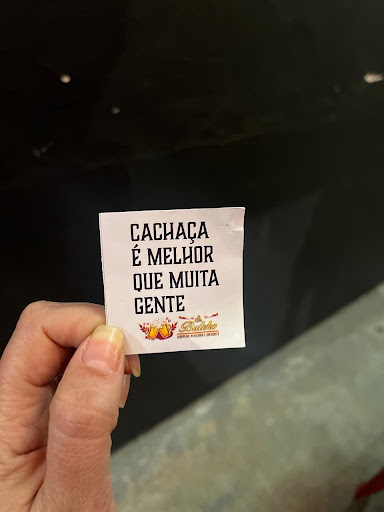 CACHAÇA
É MELHOR
QUE MUITA
GENTE